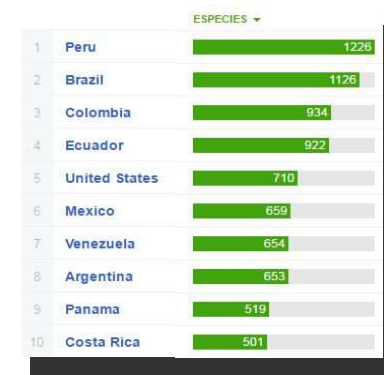 ESPECIES
1 Peru 1226
2 Brazil 1126
3 Colombia 934
4 Ecuador 922
5 United States 710
6 Mexico 659
7 Venezuela 654
8 Argentina 653
9 Panama 519
10 Costa Rica 501